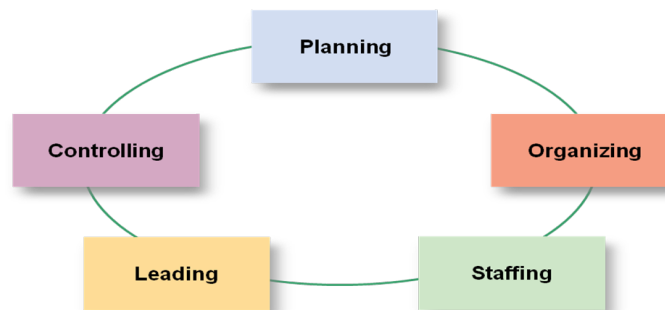 Planning
Controlling
Organizing
Leading
Staffing